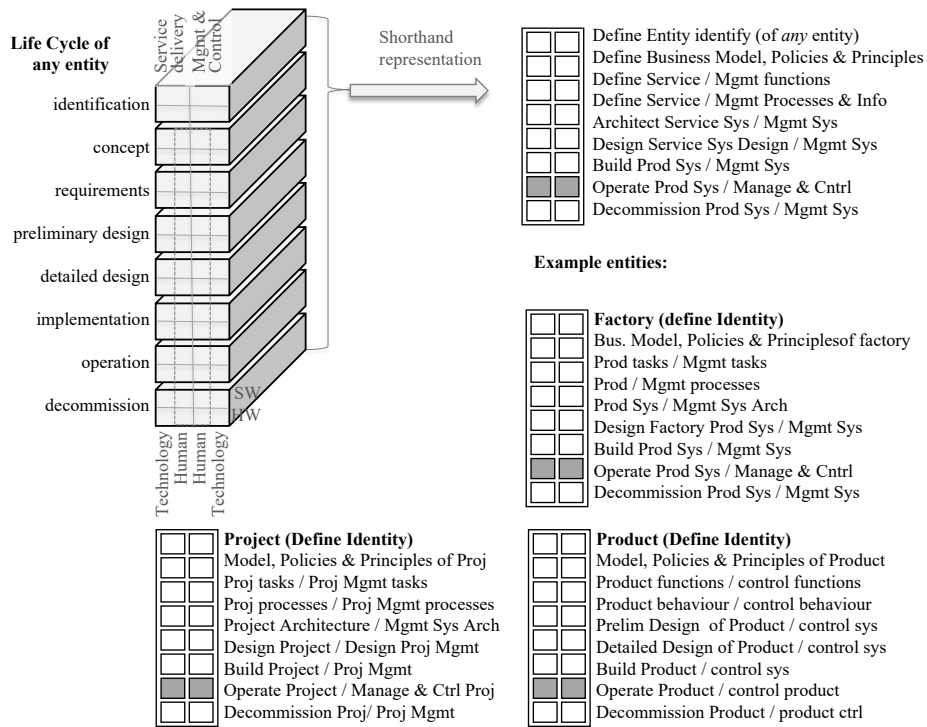 Life Cycle of
any entity
Service
delivery
Mgmt &
Control
identification
concept
requirements
preliminary design
detailed design
implementation
operation
decommission
SW
HW
Technology
Human
Human
Technology
Shorthand
representation
Define Entity identify (of any entity)
Define Business Model, Policies & Principles
Define Service / Mgmt functions
Define Service / Mgmt Processes & Info
Architect Service Sys / Mgmt Sys
Design Service Sys Design / Mgmt Sys
Build Prod Sys / Mgmt Sys
Operate Prod Sys / Manage & Cntrl
Decommission Prod Sys / Mgmt Sys
Example entities:
Factory (define Identity)
Bus. Model, Policies & Principlesof factory
Prod tasks / Mgmt tasks
Prod / Mgmt processes
Prod Sys / Mgmt Sys Arch
Design Factory Prod Sys / Mgmt Sys
Build Prod Sys / Mgmt Sys
Operate Prod Sys / Manage & Cntrl
Decommission Prod Sys / Mgmt Sys
Project (Define Identity)
Model, Policies & Principles of Proj
Proj tasks / Proj Mgmt tasks
Proj processes / Proj Mgmt processes
Project Architecture / Mgmt Sys Arch
Design Project / Design Proj Mgmt
Build Project / Proj Mgmt
Operate Project / Manage & Ctrl Proj
Decommission Proj/ Proj Mgmt
Product (Define Identity)
Model, Policies & Principles of Product
Product functions / control functions
Product behaviour / control behaviour
Prelim Design of Product / control sys
Detailed Design of Product / control sys
Build Product / control sys
Operate Product / control product
Decommission Product / product ctrl